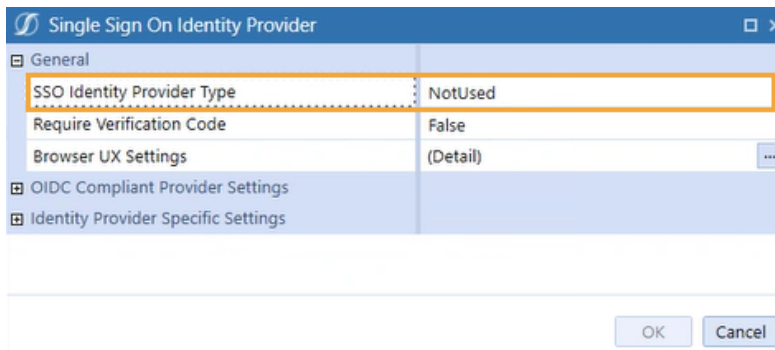 Single Sign On Identity Provider
General
SSO Identity Provider Type NotUsed
Require Verification Code False
Browser UX Settings (Detail) ...
OIDC Compliant Provider Settings
Identity Provider Specific Settings
OK Cancel